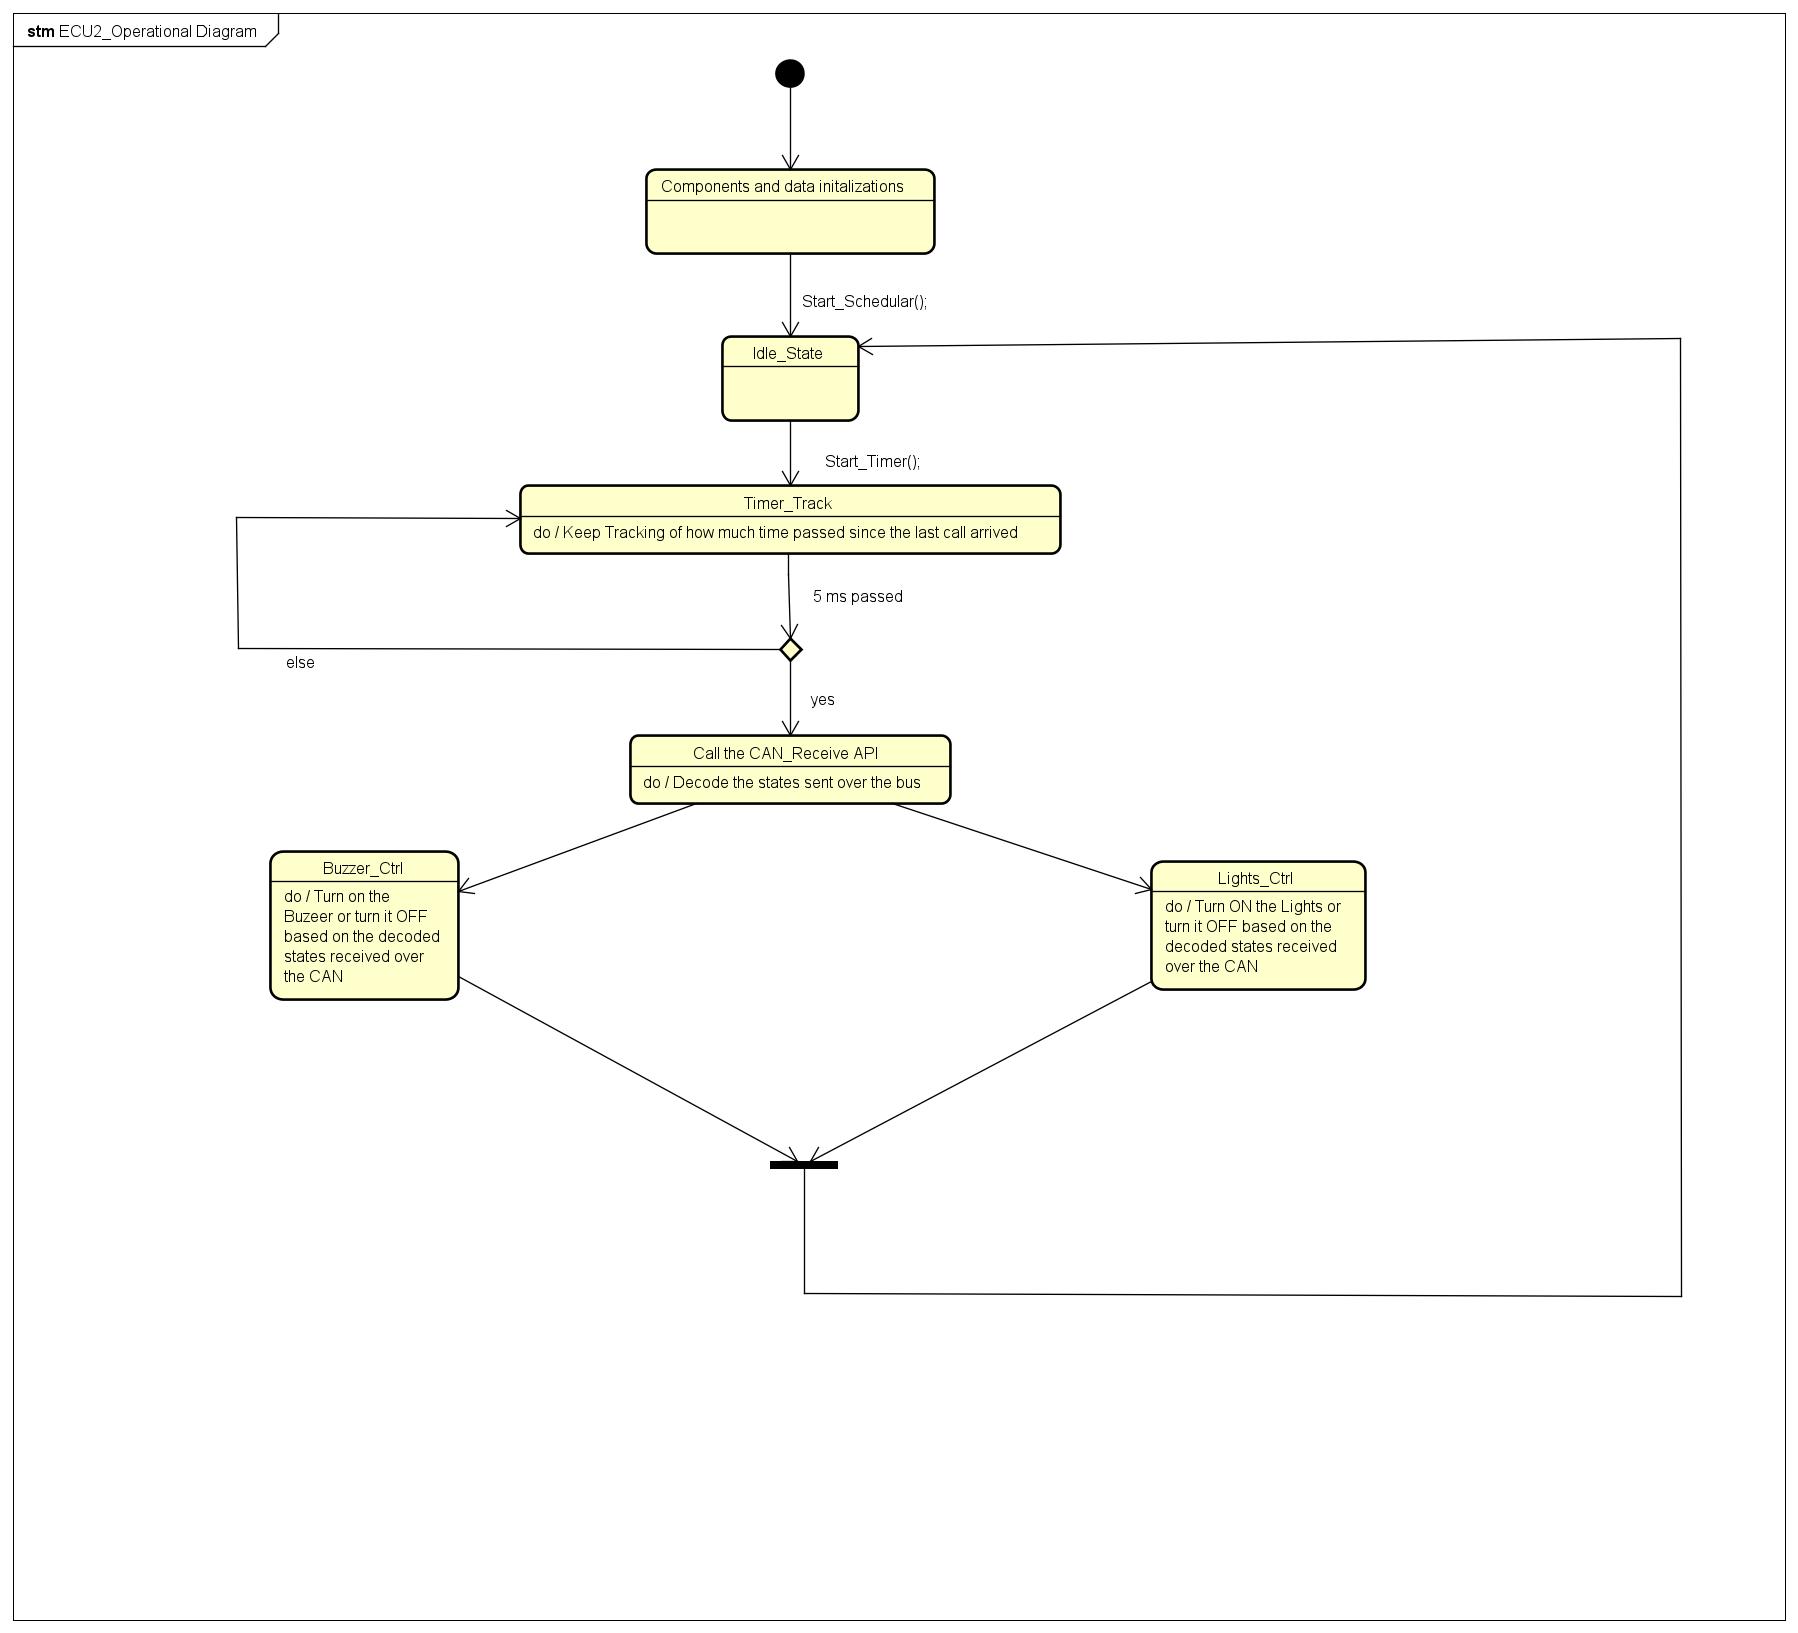 stm ECU2_Operational Diagram
Components and data initalizations
Start_Schedular();
Idle_State
Start_Timer();
Timer_Track
do / Keep Tracking of how much time passed since the last call arrived
5 ms passed
else
yes
Call the CAN_Receive API
do / Decode the states sent over the bus
Buzzer_Ctrl
do / Turn on the
Buzeer or turn it OFF
based on the decoded
states received over
the CAN
Lights_Ctrl
do / Turn ON the Lights or
turn it OFF based on the
decoded states received
over the CAN